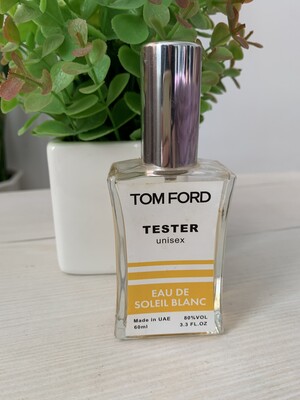 TOM FORD
TESTER
unisex
EAU DE
SOLEIL BLANC
Made in UAE 80%VOL
60ml 3.3 FL.OZ